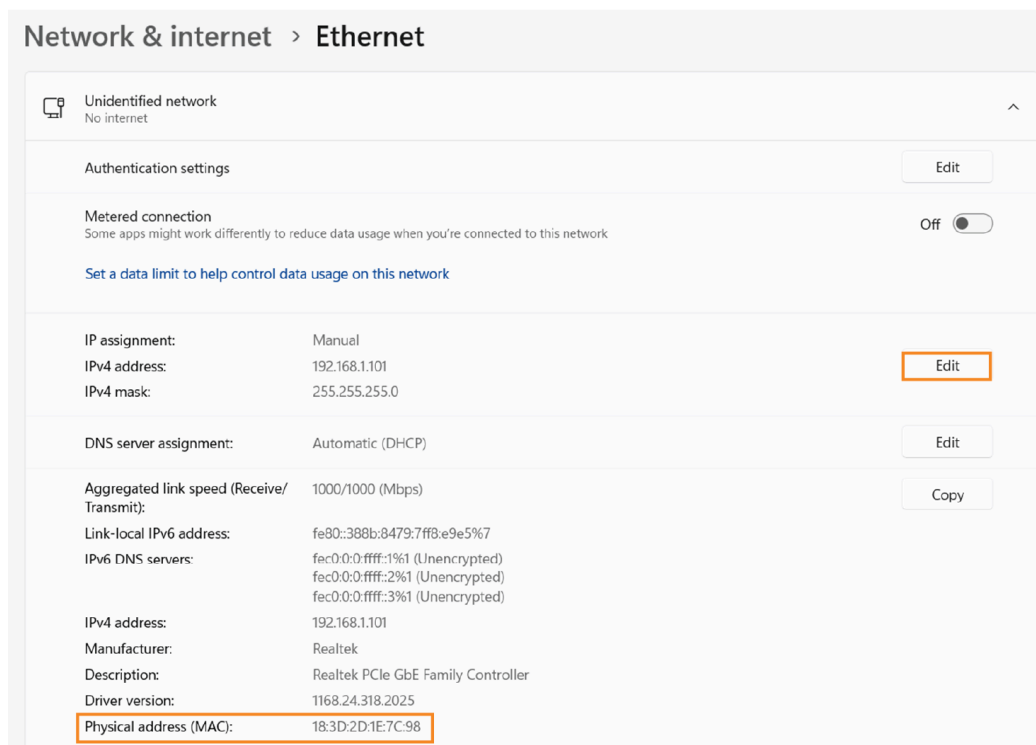 Network & internet > Ethernet
Unidentified network
No internet
Authentication settings
Edit
Metered connection
Some apps might work differently to reduce data usage when you're connected to this network
Off
Set a data limit to help control data usage on this network
IP assignment: Manual
IPv4 address: 192.168.1.101
Edit
IPv4 mask: 255.255.255.0
DNS server assignment: Automatic (DHCP)
Edit
Aggregated link speed (Receive/ 1000/1000 (Mbps)
Transmit):
Copy
Link-local IPv6 address: fe80::388b:8479:7ff8:e9e5%7
IPv6 DNS servers: fec0:0:0:ffff::1%1 (Unencrypted)
fec0:0:0:ffff::2%1 (Unencrypted)
fec0:0:0:ffff::3%1 (Unencrypted)
IPv4 address: 192.168.1.101
Manufacturer: Realtek
Description: Realtek PCIe GbE Family Controller
Driver version: 1168.24.318.2025
Physical address (MAC): 18:3D:2D:1E:7C:98